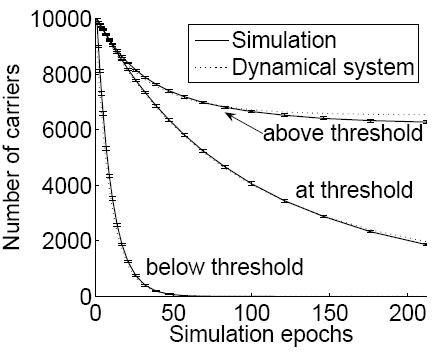 10000
8000
6000
4000
2000
0
Number of carriers
Simulation
Dynamical system
above threshold
at threshold
below threshold
0 50 100 150 200
Simulation epochs